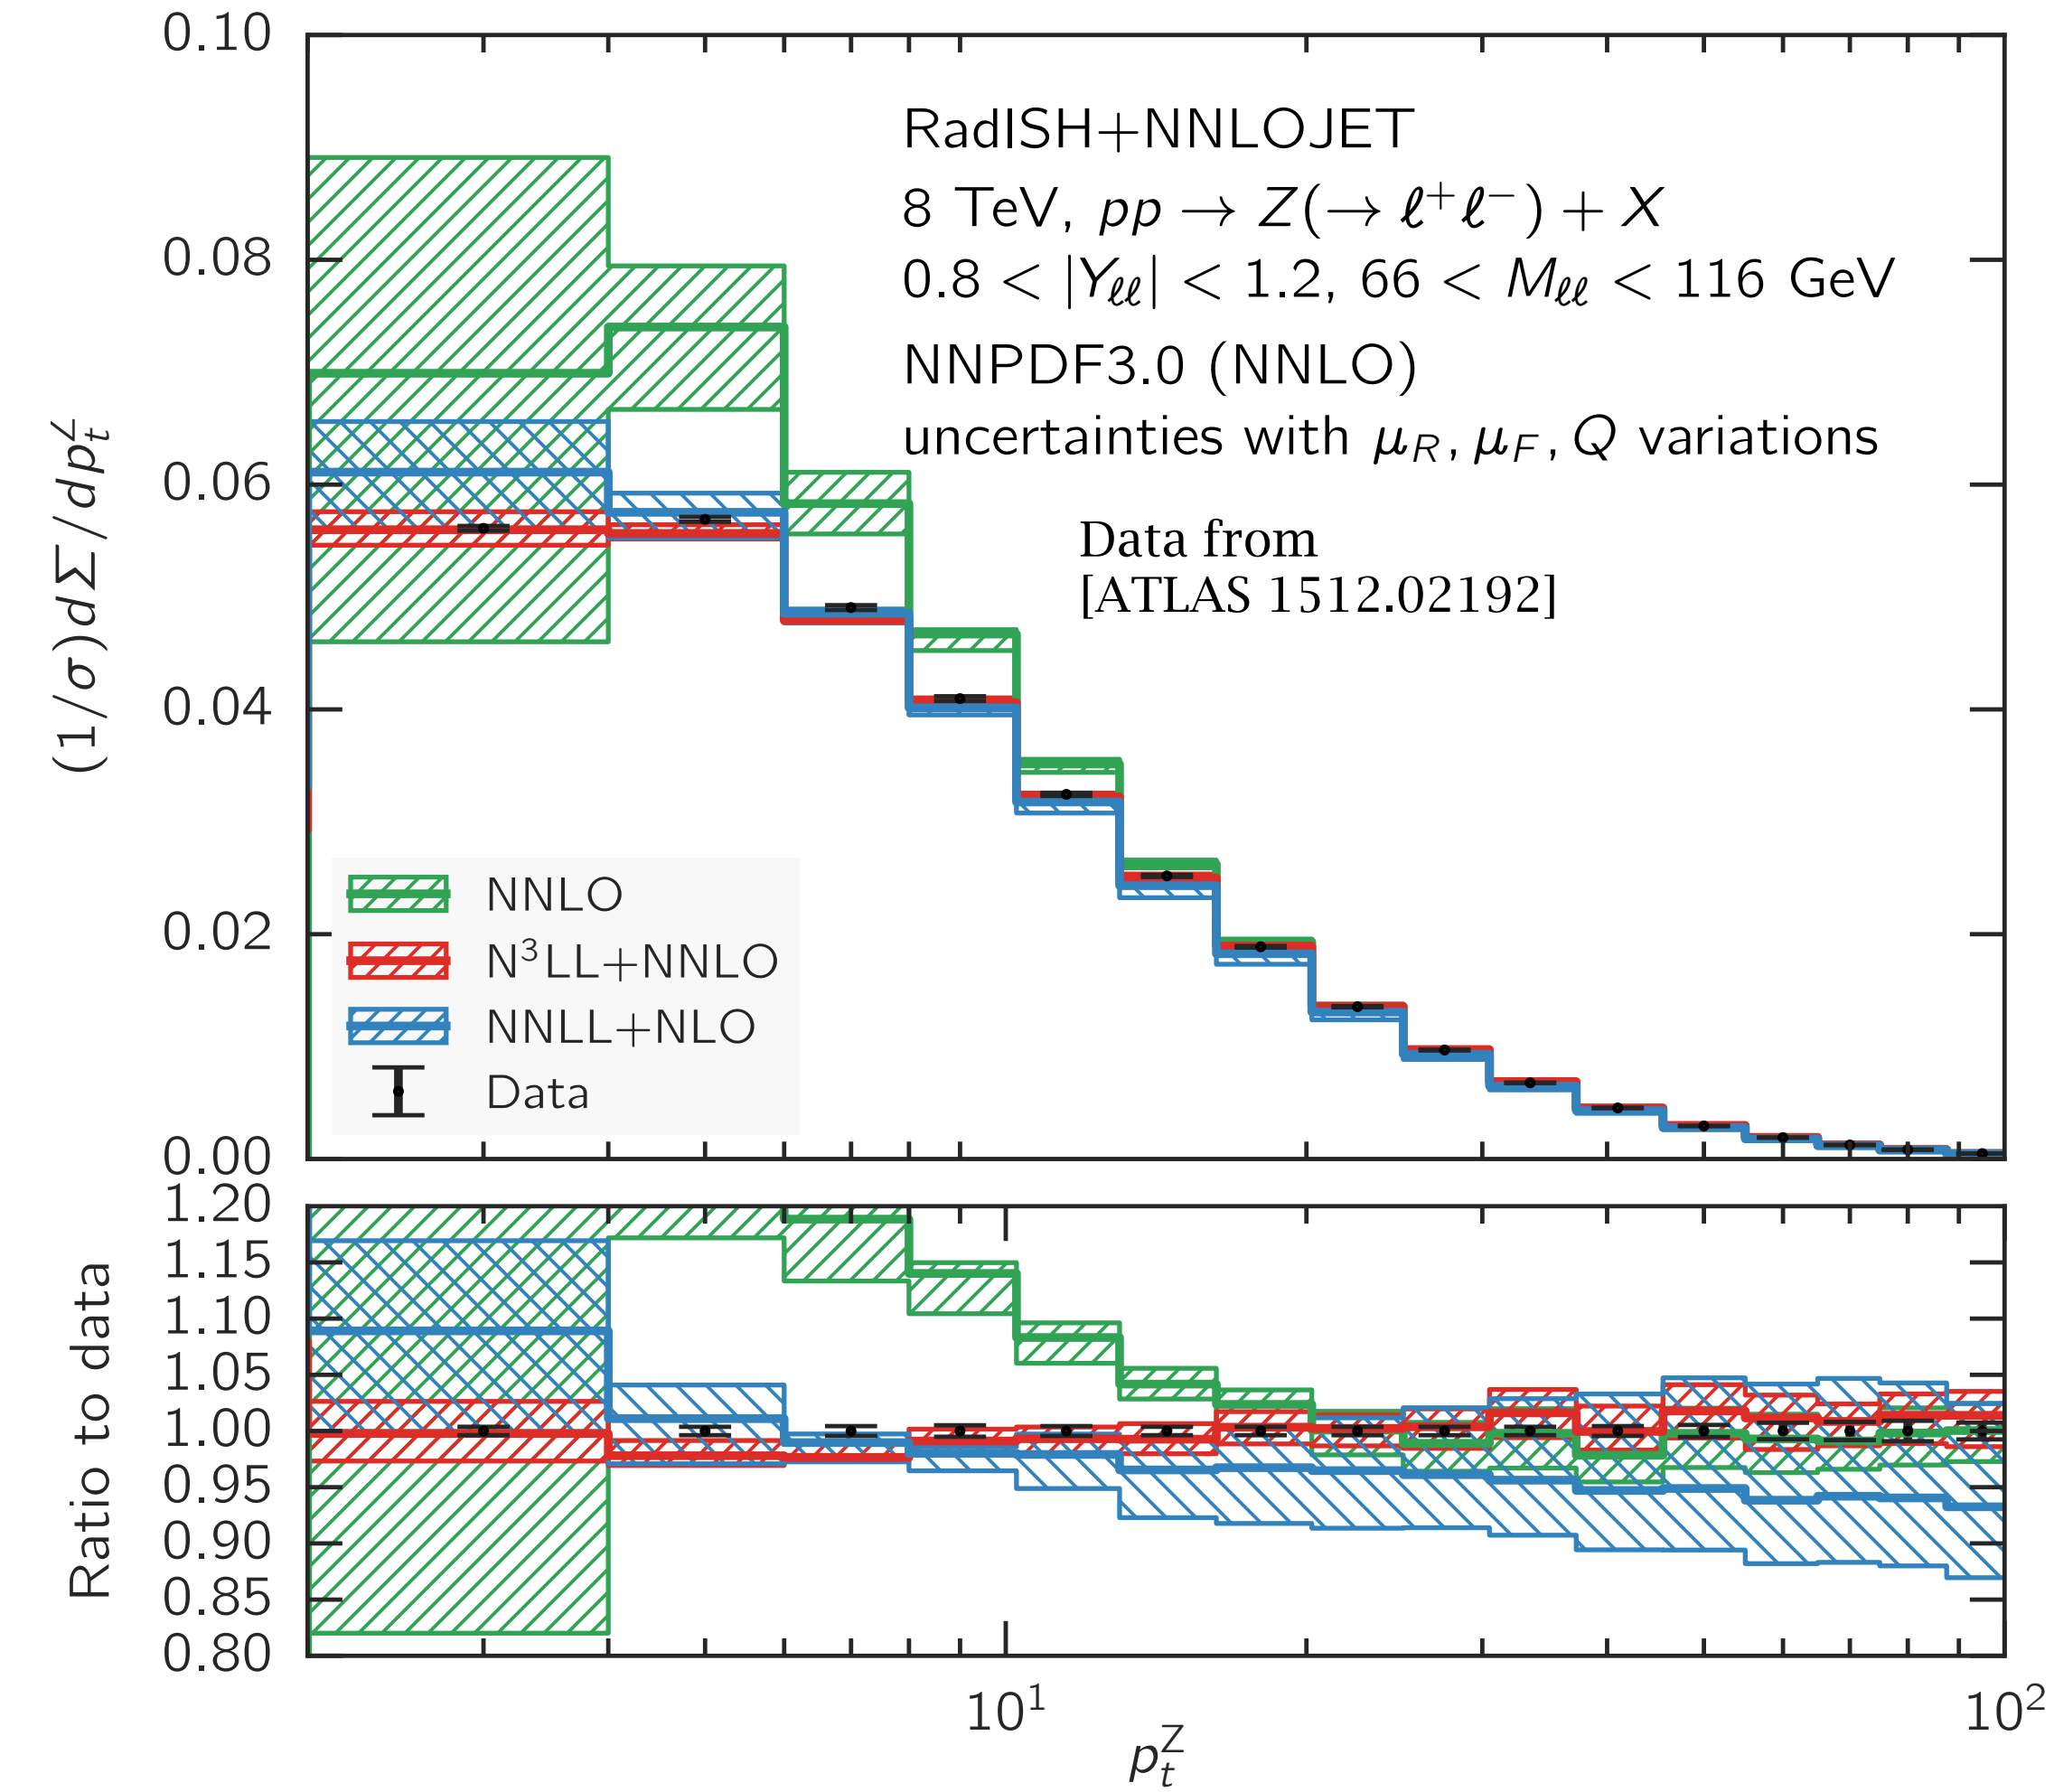 0.10
0.08
0.06
0.04
0.02
0.00
(1/σ)dΣ/dp_t^Z
RadISH+NNLOJET
8 TeV, pp → Z(→ ℓ⁺ℓ⁻) + X
0.8 < |Y_ℓℓ| < 1.2, 66 < M_ℓℓ < 116 GeV
NNPDF3.0 (NNLO)
uncertainties with μ_R, μ_F, Q variations
Data from
[ATLAS 1512.02192]
NNLO
N³LL+NNLO
NNLL+NLO
Data
1.20
1.15
1.10
1.05
1.00
0.95
0.90
0.85
0.80
Ratio to data
10¹
10²
p_t^Z